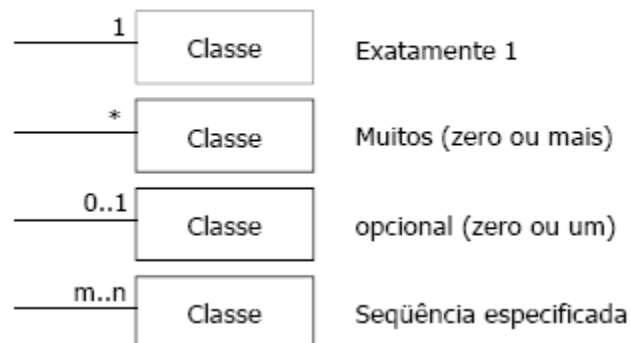 1
Classe
Exatamente 1
*
Classe
Muitos (zero ou mais)
0..1
Classe
opcional (zero ou um)
m..n
Classe
Seqüência especificada